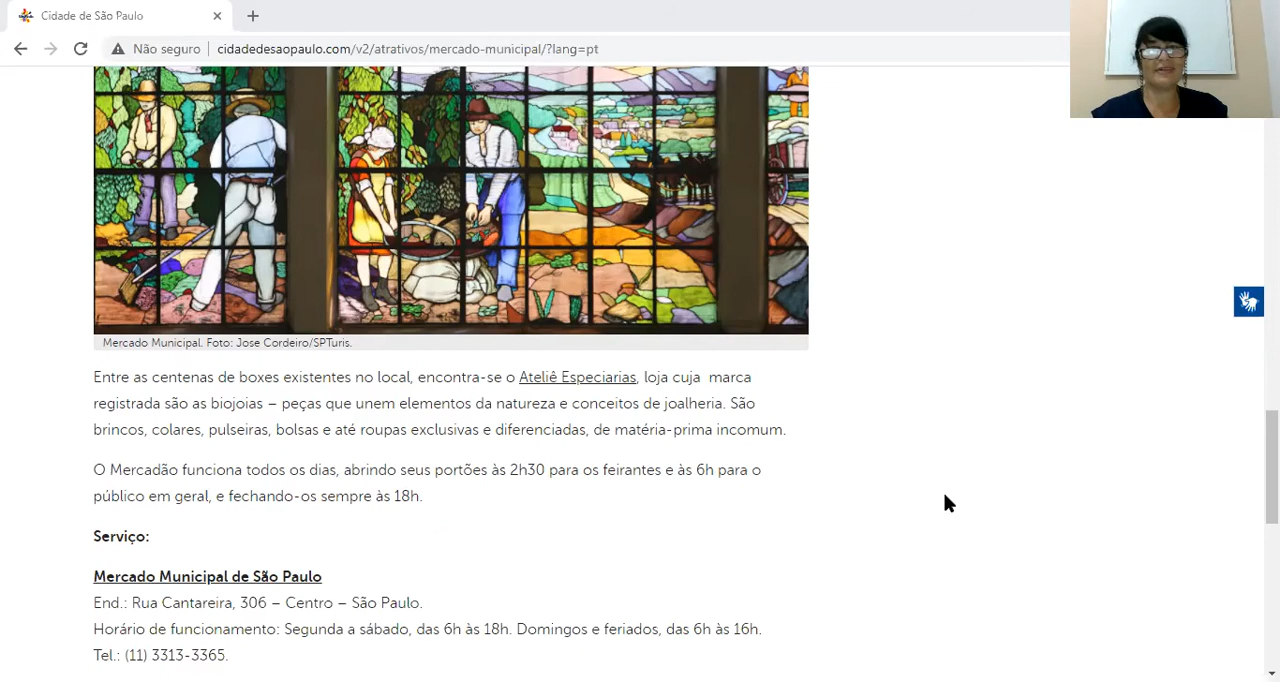 Cidade de São Paulo
Não seguro
cidadedesaopaulo.com/v2/atrativos/mercado-municipal/?lang=pt
Mercado Municipal. Foto: Jose Cordeiro/SPTuris.
Entre as centenas de boxes existentes no local, encontra-se o Ateliê Especiarias, loja cuja marca
registrada são as biojoias – peças que unem elementos da natureza e conceitos de joalheria. São
brincos, colares, pulseiras, bolsas e até roupas exclusivas e diferenciadas, de matéria-prima incomum.
O Mercadão funciona todos os dias, abrindo seus portões às 2h30 para os feirantes e às 6h para o
público em geral, e fechando-os sempre às 18h.
Serviço:
Mercado Municipal de São Paulo
End.: Rua Cantareira, 306 – Centro – São Paulo.
Horário de funcionamento: Segunda a sábado, das 6h às 18h. Domingos e feriados, das 6h às 16h.
Tel.: (11) 3313-3365.